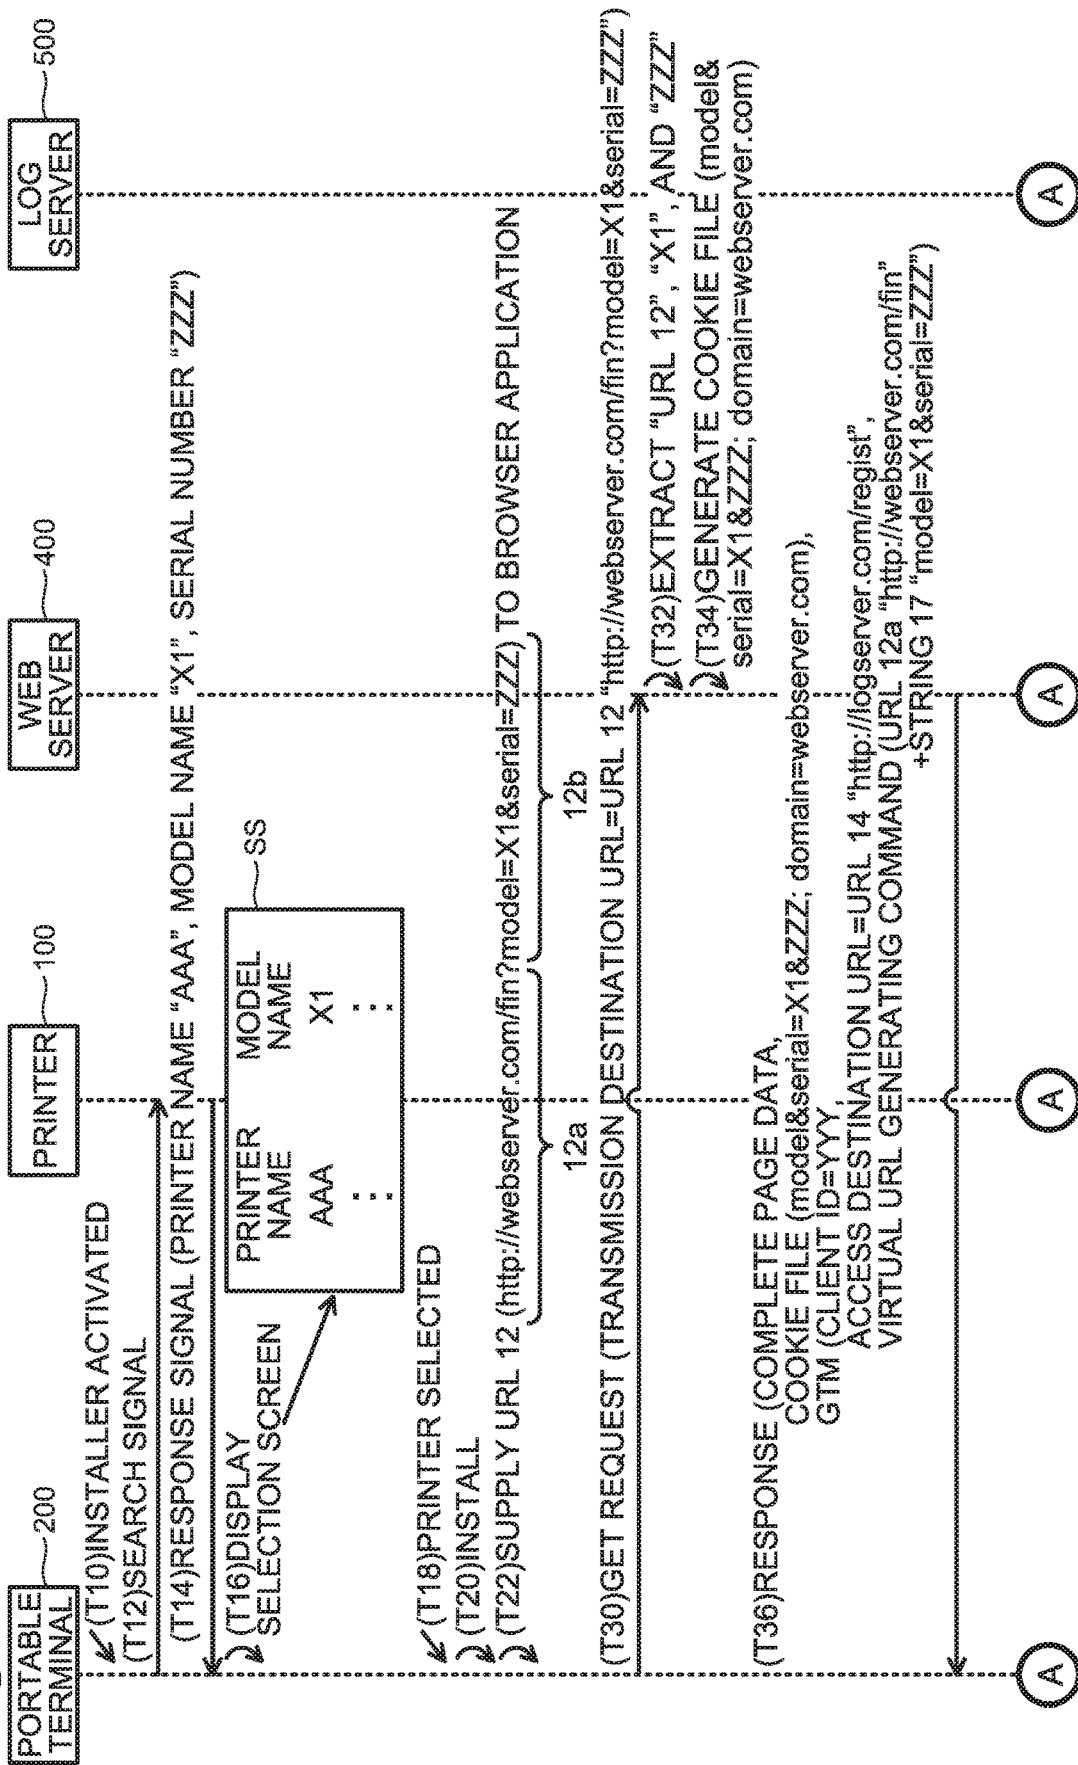 PORTABLE
TERMINAL
200
PRINTER
100
WEB
SERVER
400
LOG
SERVER
500
(T10)INSTALLER ACTIVATED
(T12)SEARCH SIGNAL
(T14)RESPONSE SIGNAL (PRINTER NAME “AAA”, MODEL NAME “X1”, SERIAL NUMBER “ZZZ”)
(T16)DISPLAY
SELECTION SCREEN
SS
PRINTER
NAME
MODEL
NAME
AAA
X1
⋮
⋮
(T18)PRINTER SELECTED
(T20)INSTALL
(T22)SUPPLY URL 12 (http://webserver.com/fin?model=X1&serial=ZZZ) TO BROWSER APPLICATION
12a
12b
(T30)GET REQUEST (TRANSMISSION DESTINATION URL=URL 12 “http://webserver.com/fin?model=X1&serial=ZZZ”)
(T32)EXTRACT “URL 12”, “X1”, AND “ZZZ”
(T34)GENERATE COOKIE FILE (model&
serial=X1&ZZZ; domain=webserver.com)
(T36)RESPONSE (COMPLETE PAGE DATA,
COOKIE FILE (model&serial=X1&ZZZ; domain=webserver.com),
GTM (CLIENT ID=YYY,
ACCESS DESTINATION URL=URL 14 “http://logserver.com/regist”,
VIRTUAL URL GENERATING COMMAND (URL 12a “http://webserver.com/fin”
+STRING 17 “model=X1&serial=ZZZ”)
A
A
A
A